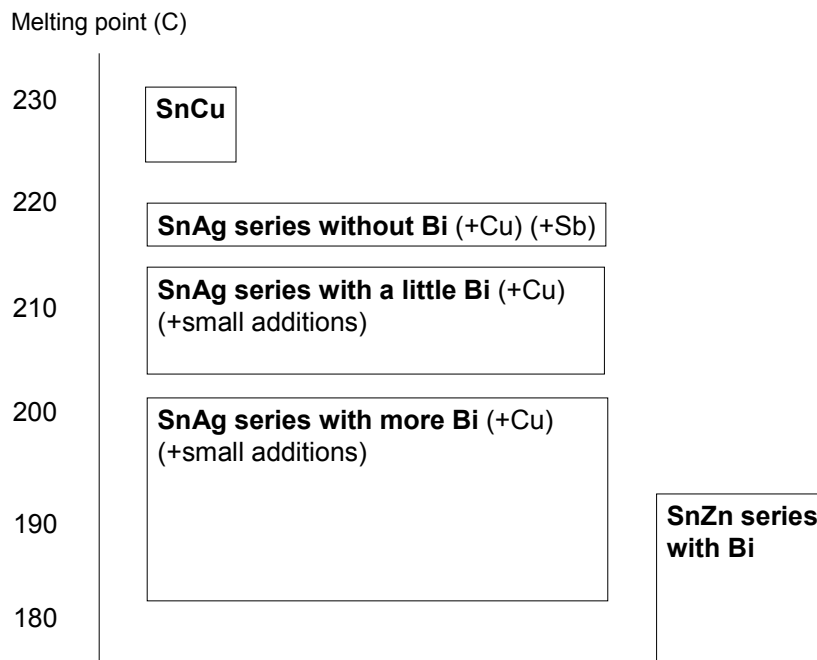 Melting point (C)
230
SnCu
220
SnAg series without Bi (+Cu) (+Sb)
SnAg series with a little Bi (+Cu)
210
(+small additions)
200
SnAg series with more Bi (+Cu)
(+small additions)
190
SnZn series
with Bi
180